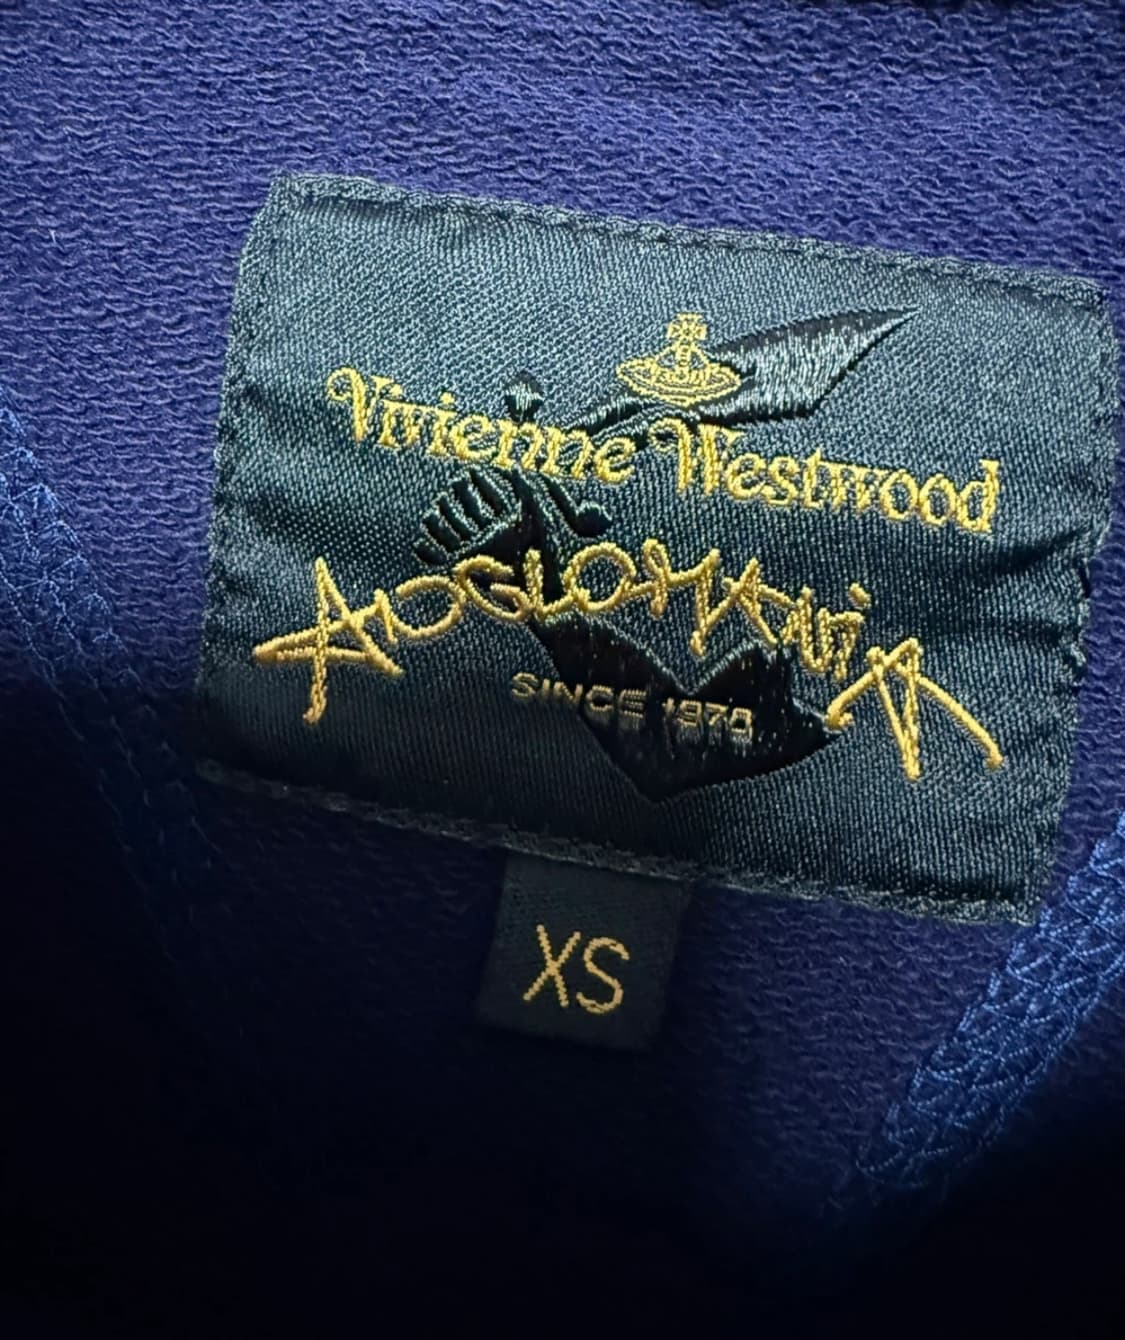 Vivienne Westwood
ANGLOMANIA
SINCE 1970
XS